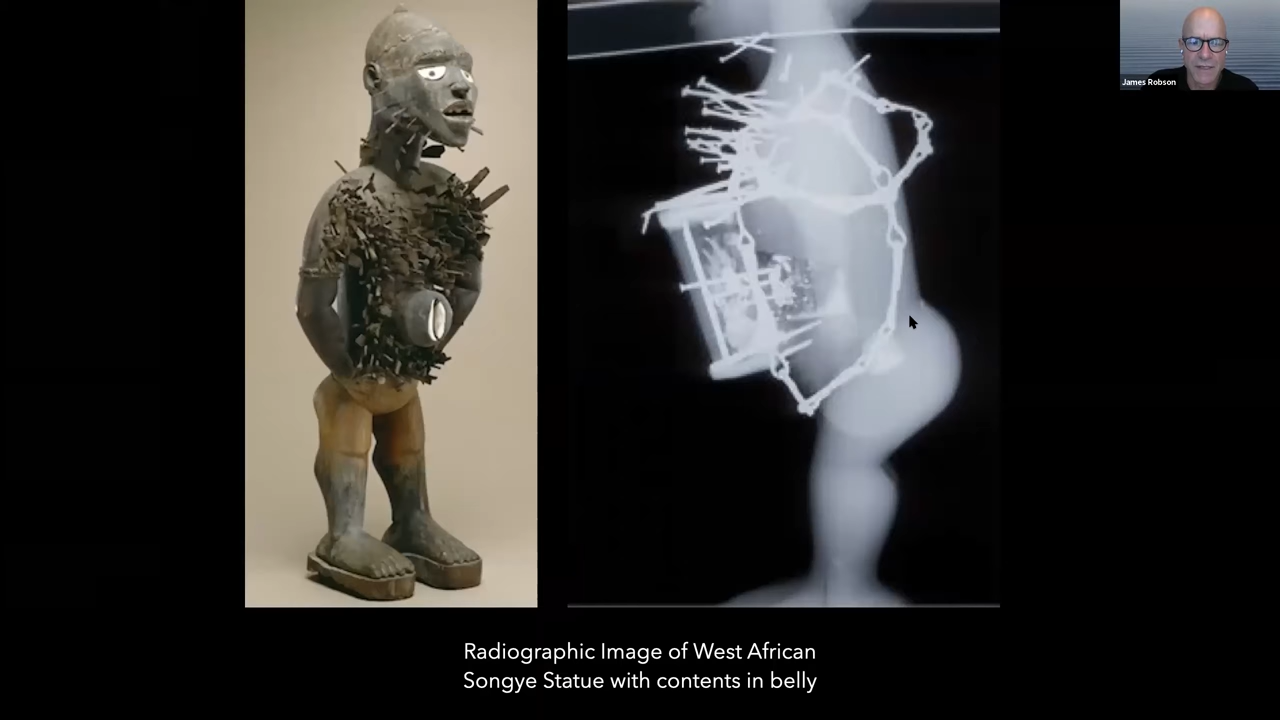 James Robson
Radiographic Image of West African
Songye Statue with contents in belly